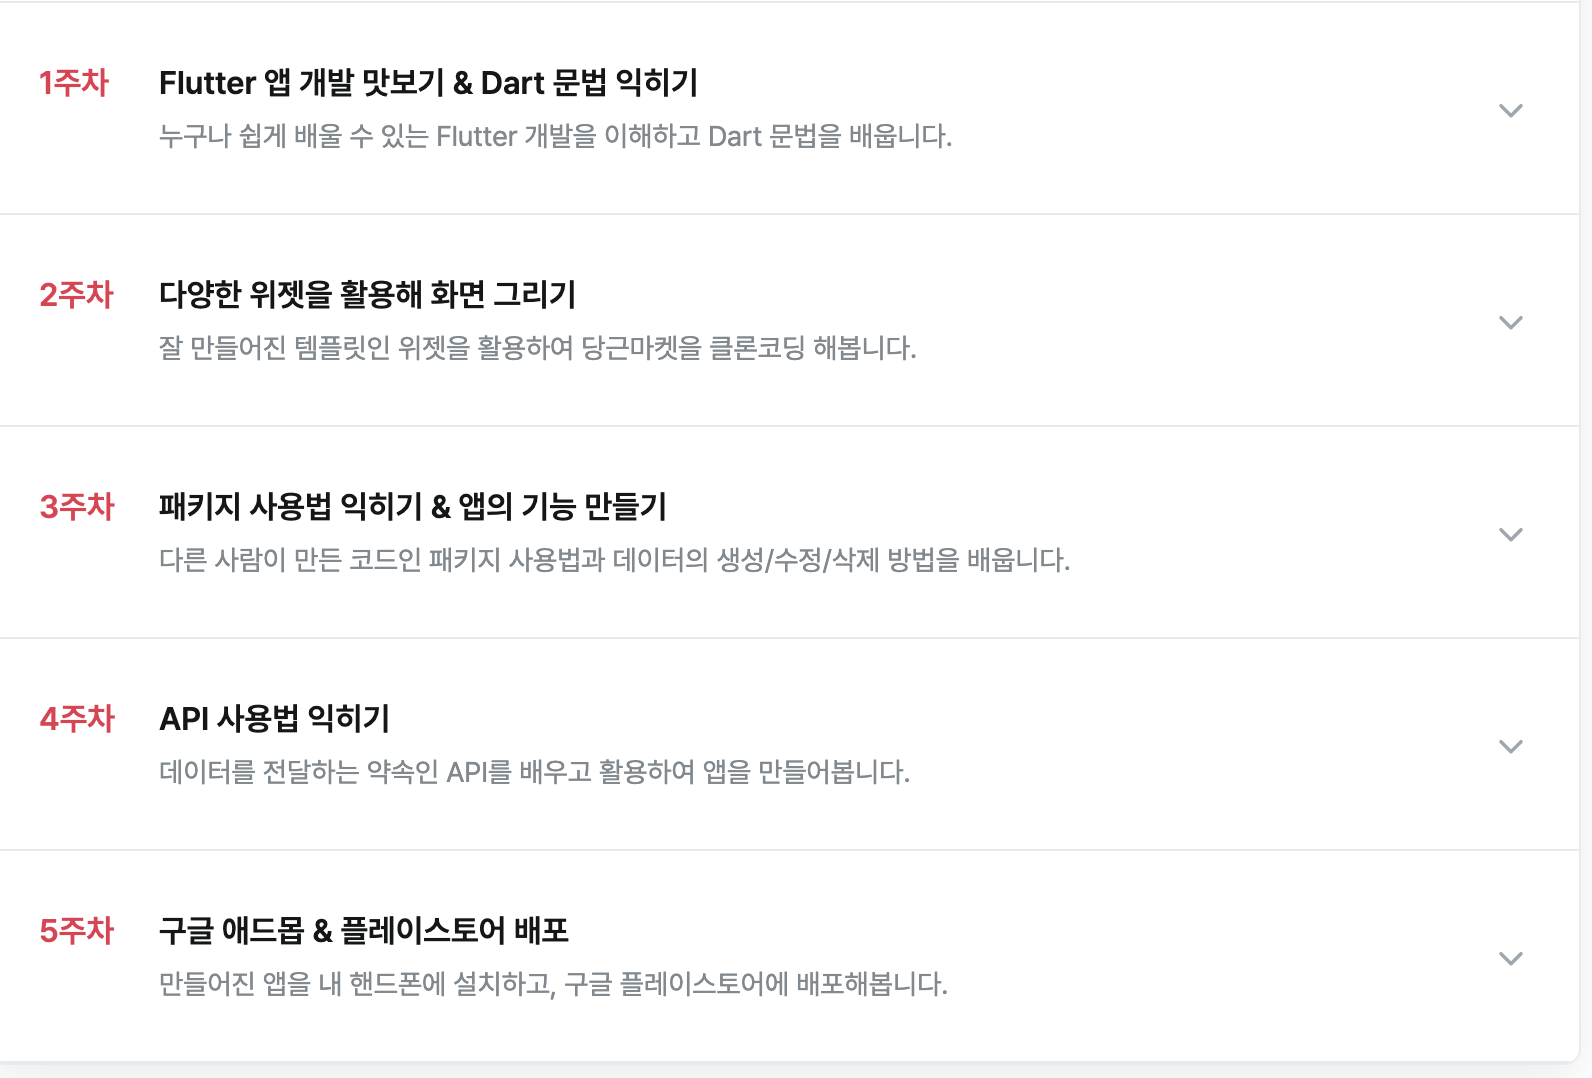 1주차
Flutter 앱 개발 맛보기 & Dart 문법 익히기
누구나 쉽게 배울 수 있는 Flutter 개발을 이해하고 Dart 문법을 배웁니다.
2주차
다양한 위젯을 활용해 화면 그리기
잘 만들어진 템플릿인 위젯을 활용하여 당근마켓을 클론코딩 해봅니다.
3주차
패키지 사용법 익히기 & 앱의 기능 만들기
다른 사람이 만든 코드인 패키지 사용법과 데이터의 생성/수정/삭제 방법을 배웁니다.
4주차
API 사용법 익히기
데이터를 전달하는 약속인 API를 배우고 활용하여 앱을 만들어봅니다.
5주차
구글 애드몹 & 플레이스토어 배포
만들어진 앱을 내 핸드폰에 설치하고, 구글 플레이스토어에 배포해봅니다.